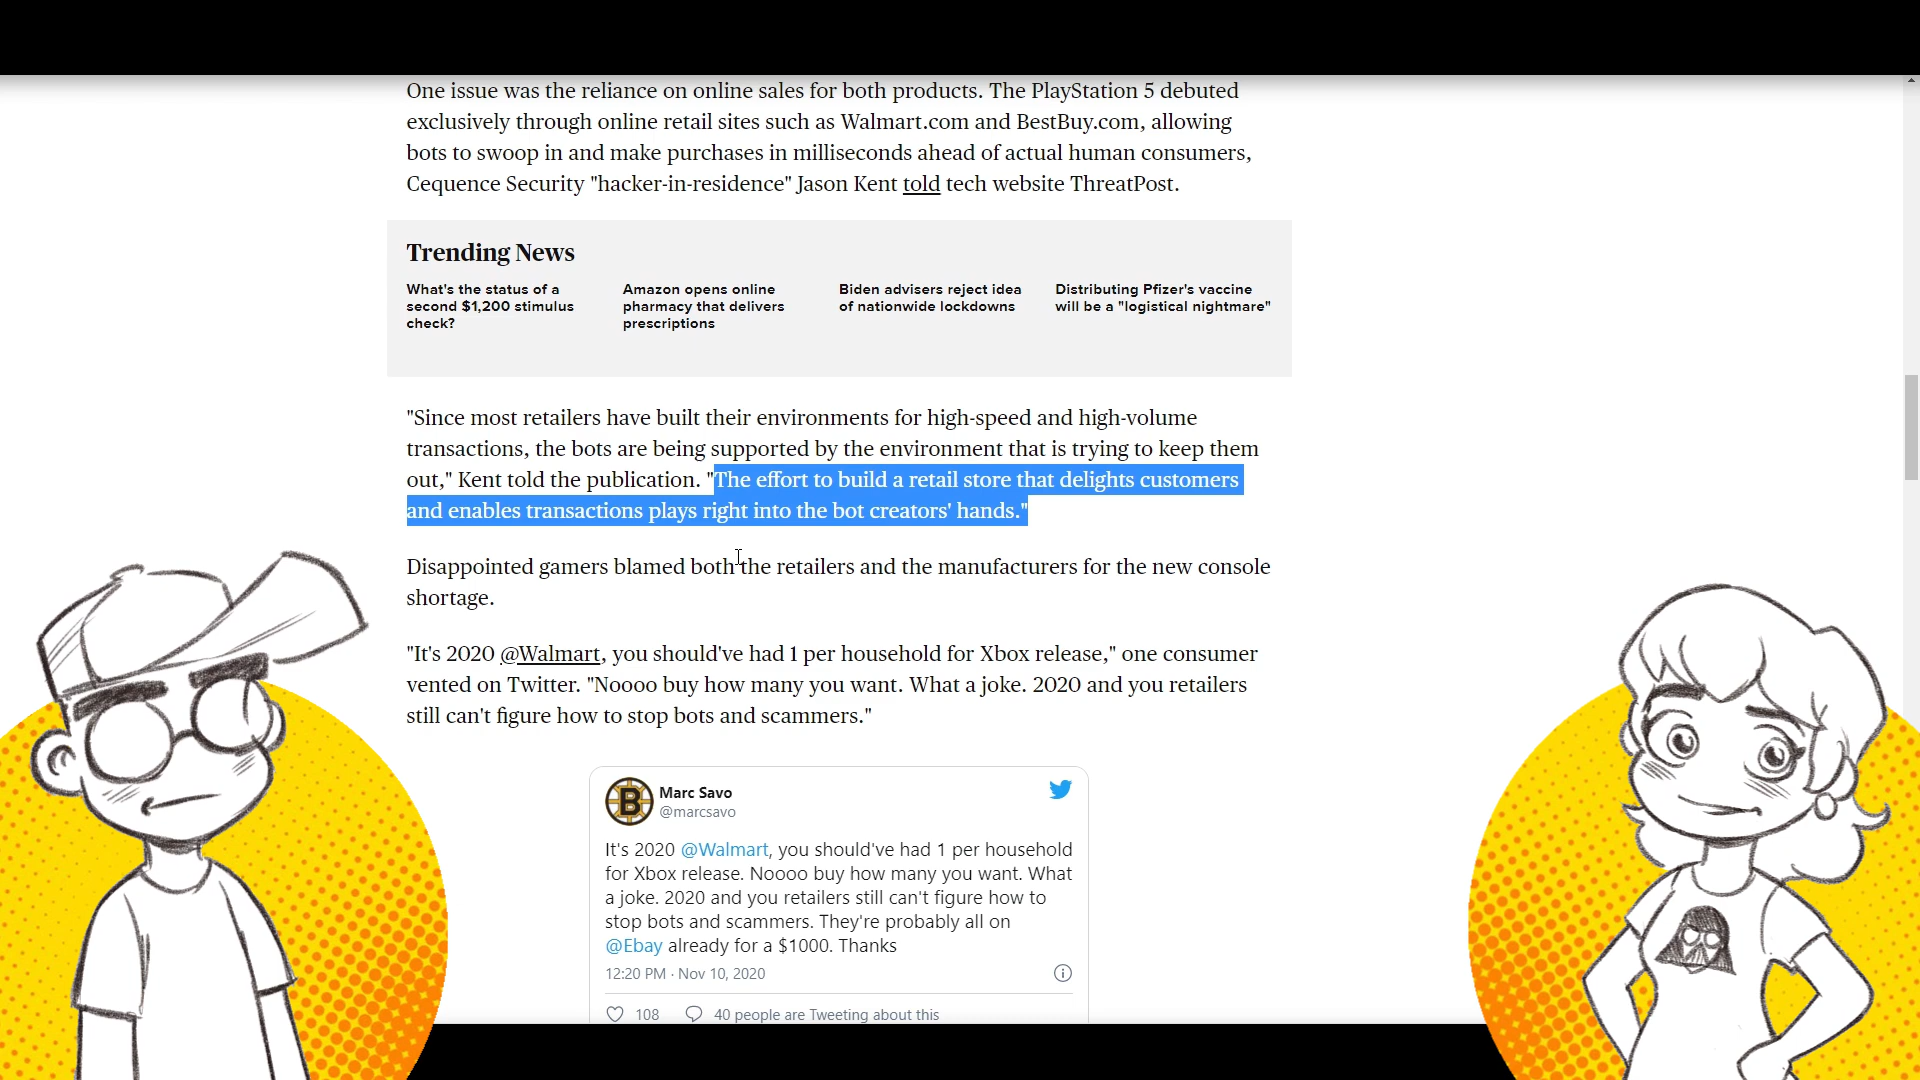 One issue was the reliance on online sales for both products. The PlayStation 5 debuted
exclusively through online retail sites such as Walmart.com and BestBuy.com, allowing
bots to swoop in and make purchases in milliseconds ahead of actual human consumers,
Cequence Security "hacker-in-residence" Jason Kent told tech website ThreatPost.
Trending News
What's the status of a
second $1,200 stimulus
check?
Amazon opens online
pharmacy that delivers
prescriptions
Biden advisers reject idea
of nationwide lockdowns
Distributing Pfizer's vaccine
will be a "logistical nightmare"
"Since most retailers have built their environments for high-speed and high-volume
transactions, the bots are being supported by the environment that is trying to keep them
out," Kent told the publication. "The effort to build a retail store that delights customers
and enables transactions plays right into the bot creators' hands."
Disappointed gamers blamed both the retailers and the manufacturers for the new console
shortage.
"It's 2020 @Walmart, you should've had 1 per household for Xbox release," one consumer
vented on Twitter. "Noooo buy how many you want. What a joke. 2020 and you retailers
still can't figure how to stop bots and scammers."
B
Marc Savo
@marcsavo
It's 2020 @Walmart, you should've had 1 per household
for Xbox release. Noooo buy how many you want. What
a joke. 2020 and you retailers still can't figure how to
stop bots and scammers. They're probably all on
@Ebay already for a $1000. Thanks
12:20 PM · Nov 10, 2020
108
40 people are Tweeting about this